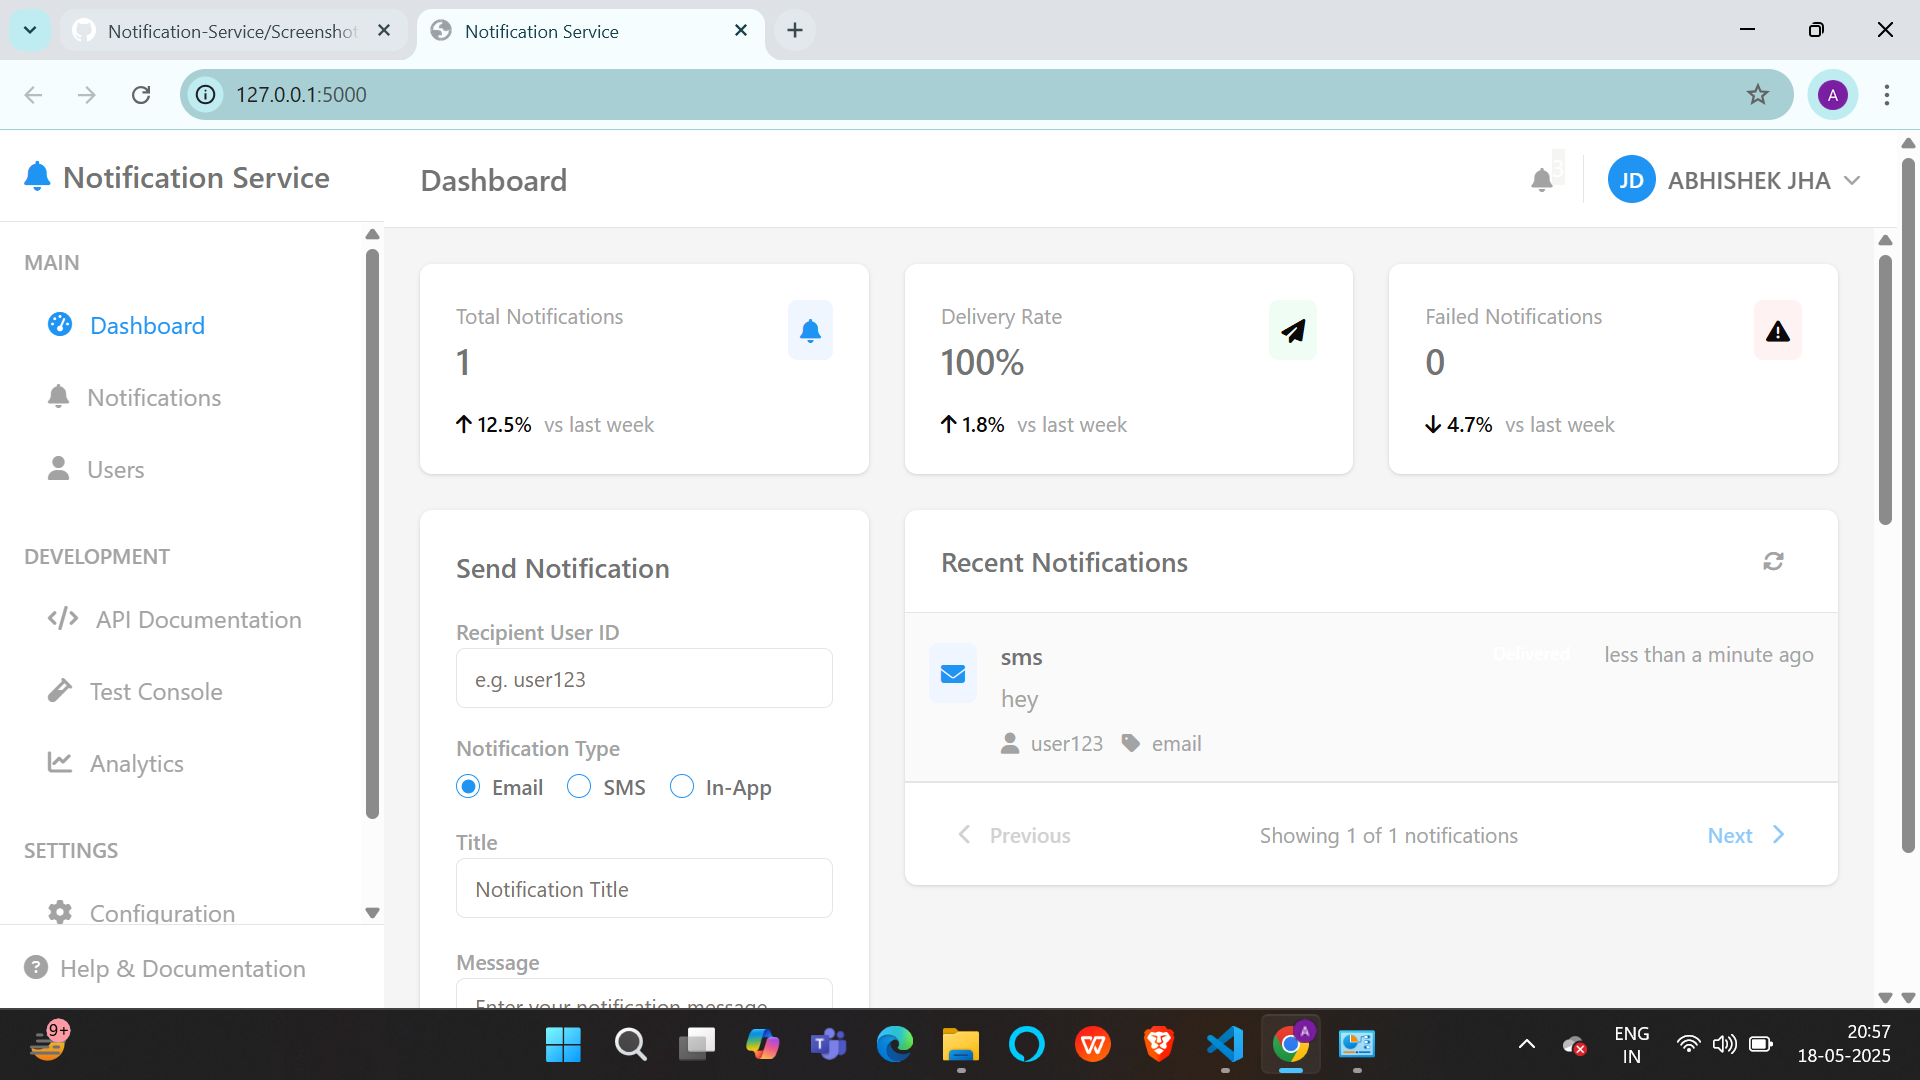 Notification-Service/Screenshot
Notification Service
127.0.0.1:5000
A
Notification Service
Dashboard
3
JD
ABHISHEK JHA
MAIN
Dashboard
Notifications
Users
DEVELOPMENT
API Documentation
Test Console
Analytics
SETTINGS
Configuration
Help & Documentation
Total Notifications
1
12.5% vs last week
Delivery Rate
100%
1.8% vs last week
Failed Notifications
0
4.7% vs last week
Send Notification
Recipient User ID
e.g. user123
Notification Type
Email
SMS
In-App
Title
Notification Title
Message
Enter your notification message
Recent Notifications
sms
Delivered
less than a minute ago
hey
user123
email
Previous
Showing 1 of 1 notifications
Next
9+
A
ENG
IN
20:57
18-05-2025